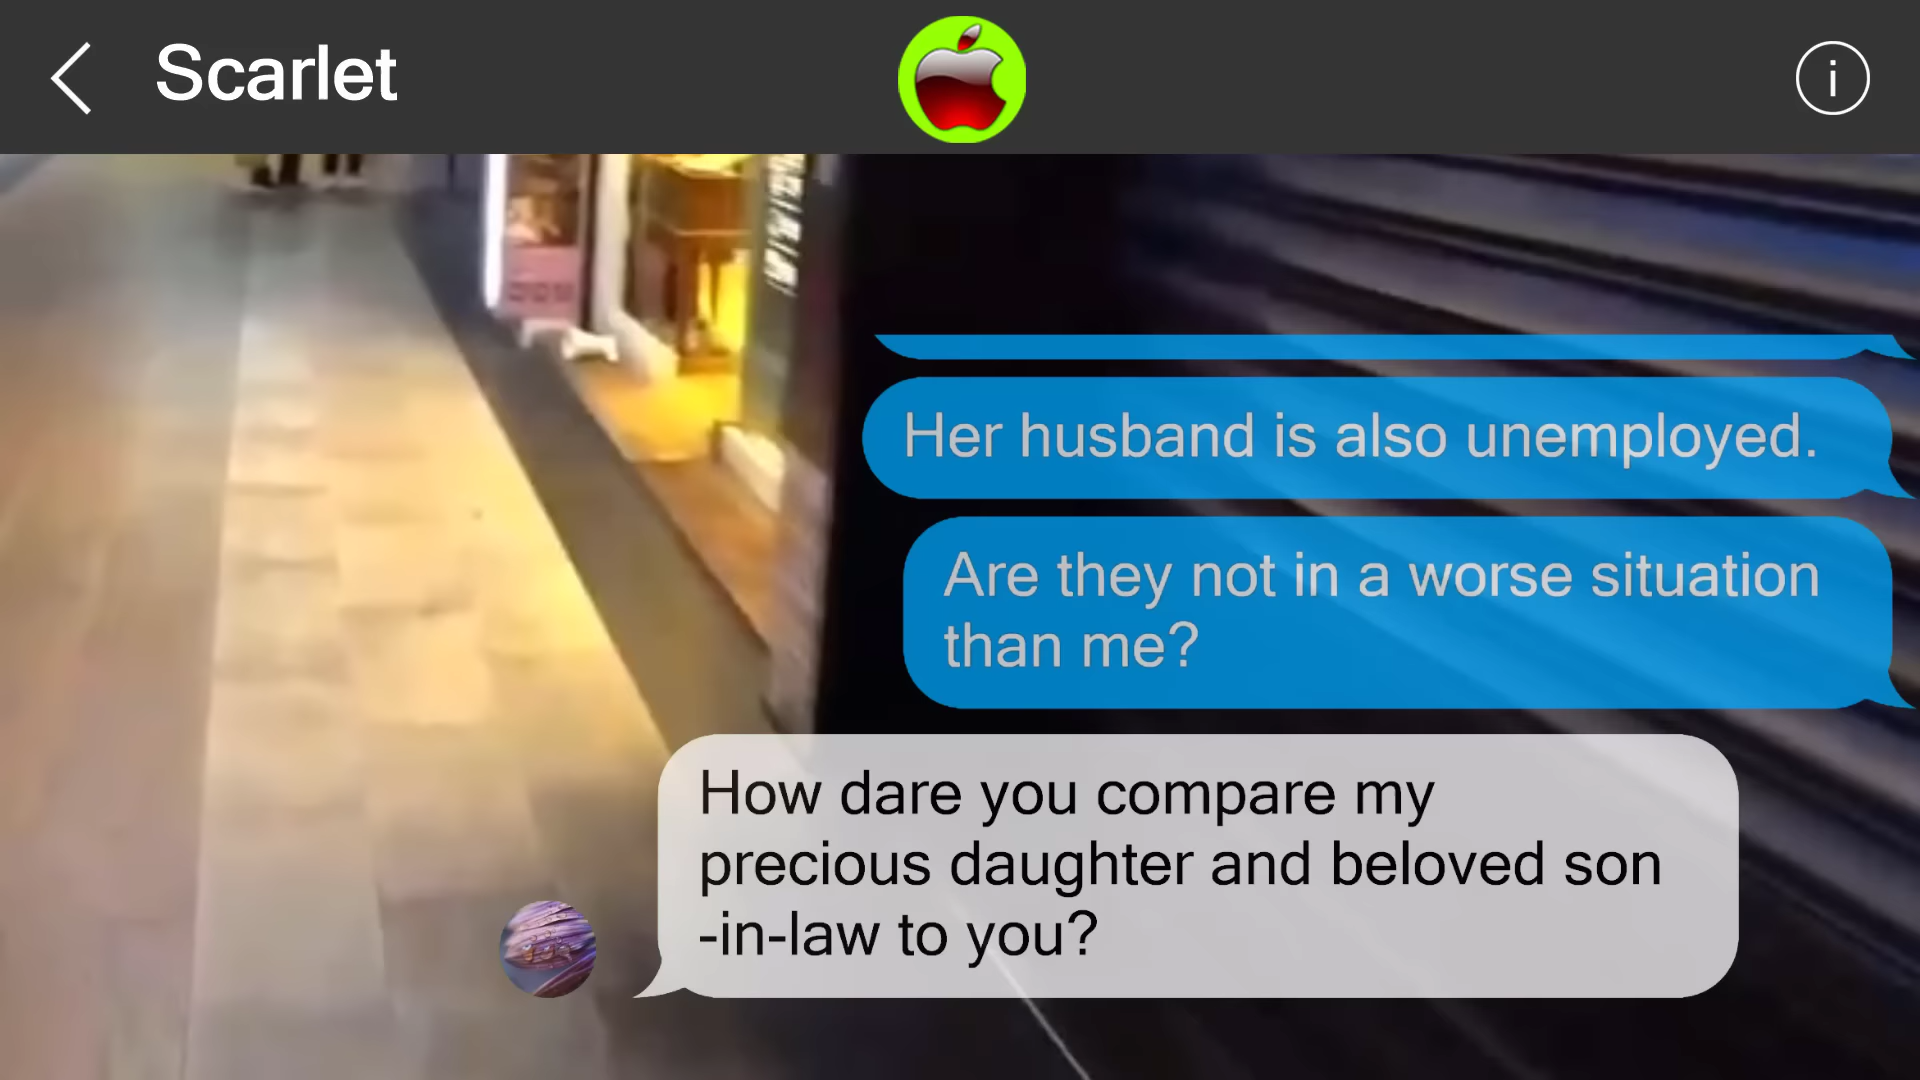 Scarlet
i
Her husband is also unemployed.
Are they not in a worse situation
than me?
How dare you compare my
precious daughter and beloved son
-in-law to you?